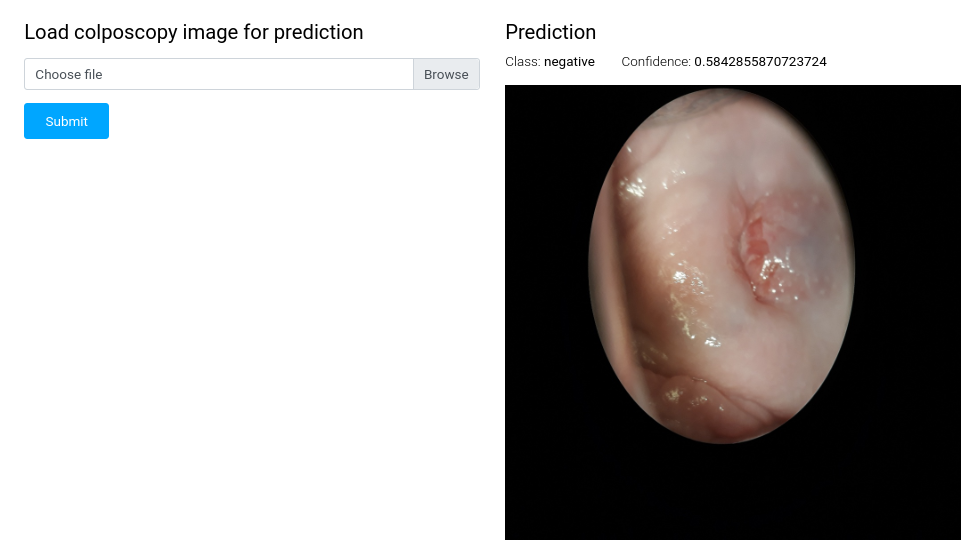 Load colposcopy image for prediction
Choose file
Browse
Submit
Prediction
Class: negative Confidence: 0.5842855870723724